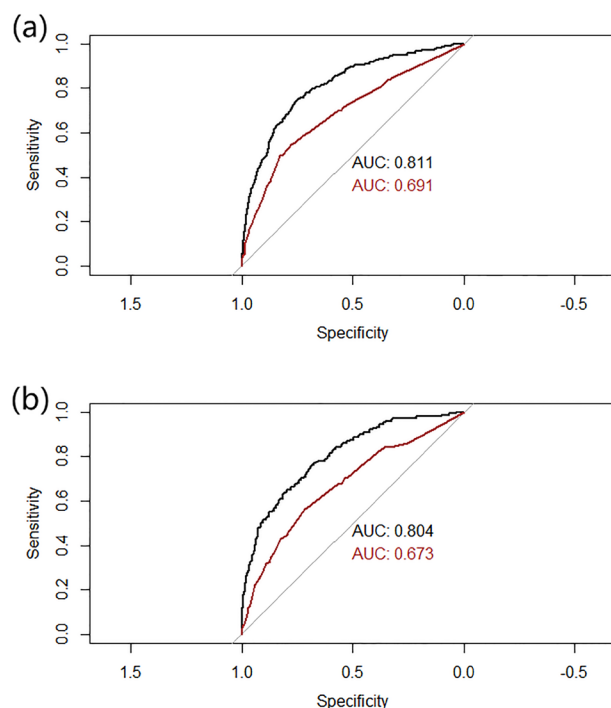 (a)
1.0
0.8
0.6
0.4
0.2
0.0
Sensitivity
AUC: 0.811
AUC: 0.691
1.5 1.0 0.5 0.0 -0.5
Specificity
(b)
1.0
0.8
0.6
0.4
0.2
0.0
Sensitivity
AUC: 0.804
AUC: 0.673
1.5 1.0 0.5 0.0 -0.5
Specificity